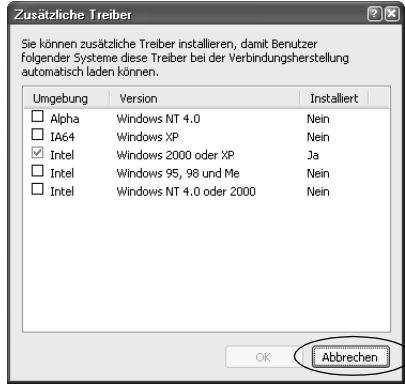 Zusätzliche Treiber
Sie können zusätzliche Treiber installieren, damit Benutzer
folgender Systeme diese Treiber bei der Verbindungsherstellung
automatisch laden können.
Umgebung Version Installiert
Alpha Windows NT 4.0 Nein
IA64 Windows XP Nein
Intel Windows 2000 oder XP Ja
Intel Windows 95, 98 und Me Nein
Intel Windows NT 4.0 oder 2000 Nein
OK Abbrechen